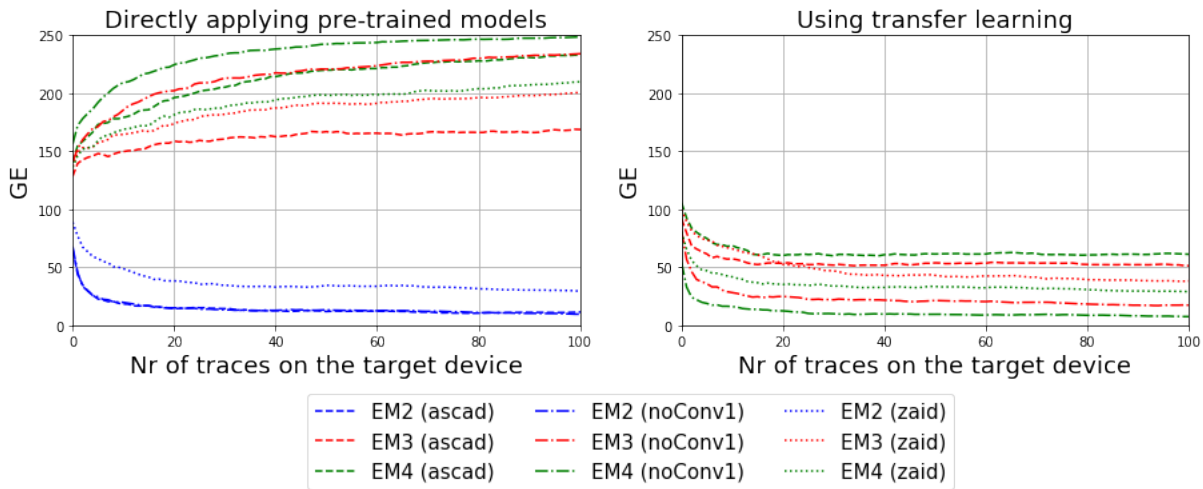 Directly applying pre-trained models
250
200
150
100
50
0
GE
0 20 40 60 80 100
Nr of traces on the target device
Using transfer learning
250
200
150
100
50
0
GE
0 20 40 60 80 100
Nr of traces on the target device
EM2 (ascad) EM2 (noConv1) EM2 (zaid)
EM3 (ascad) EM3 (noConv1) EM3 (zaid)
EM4 (ascad) EM4 (noConv1) EM4 (zaid)